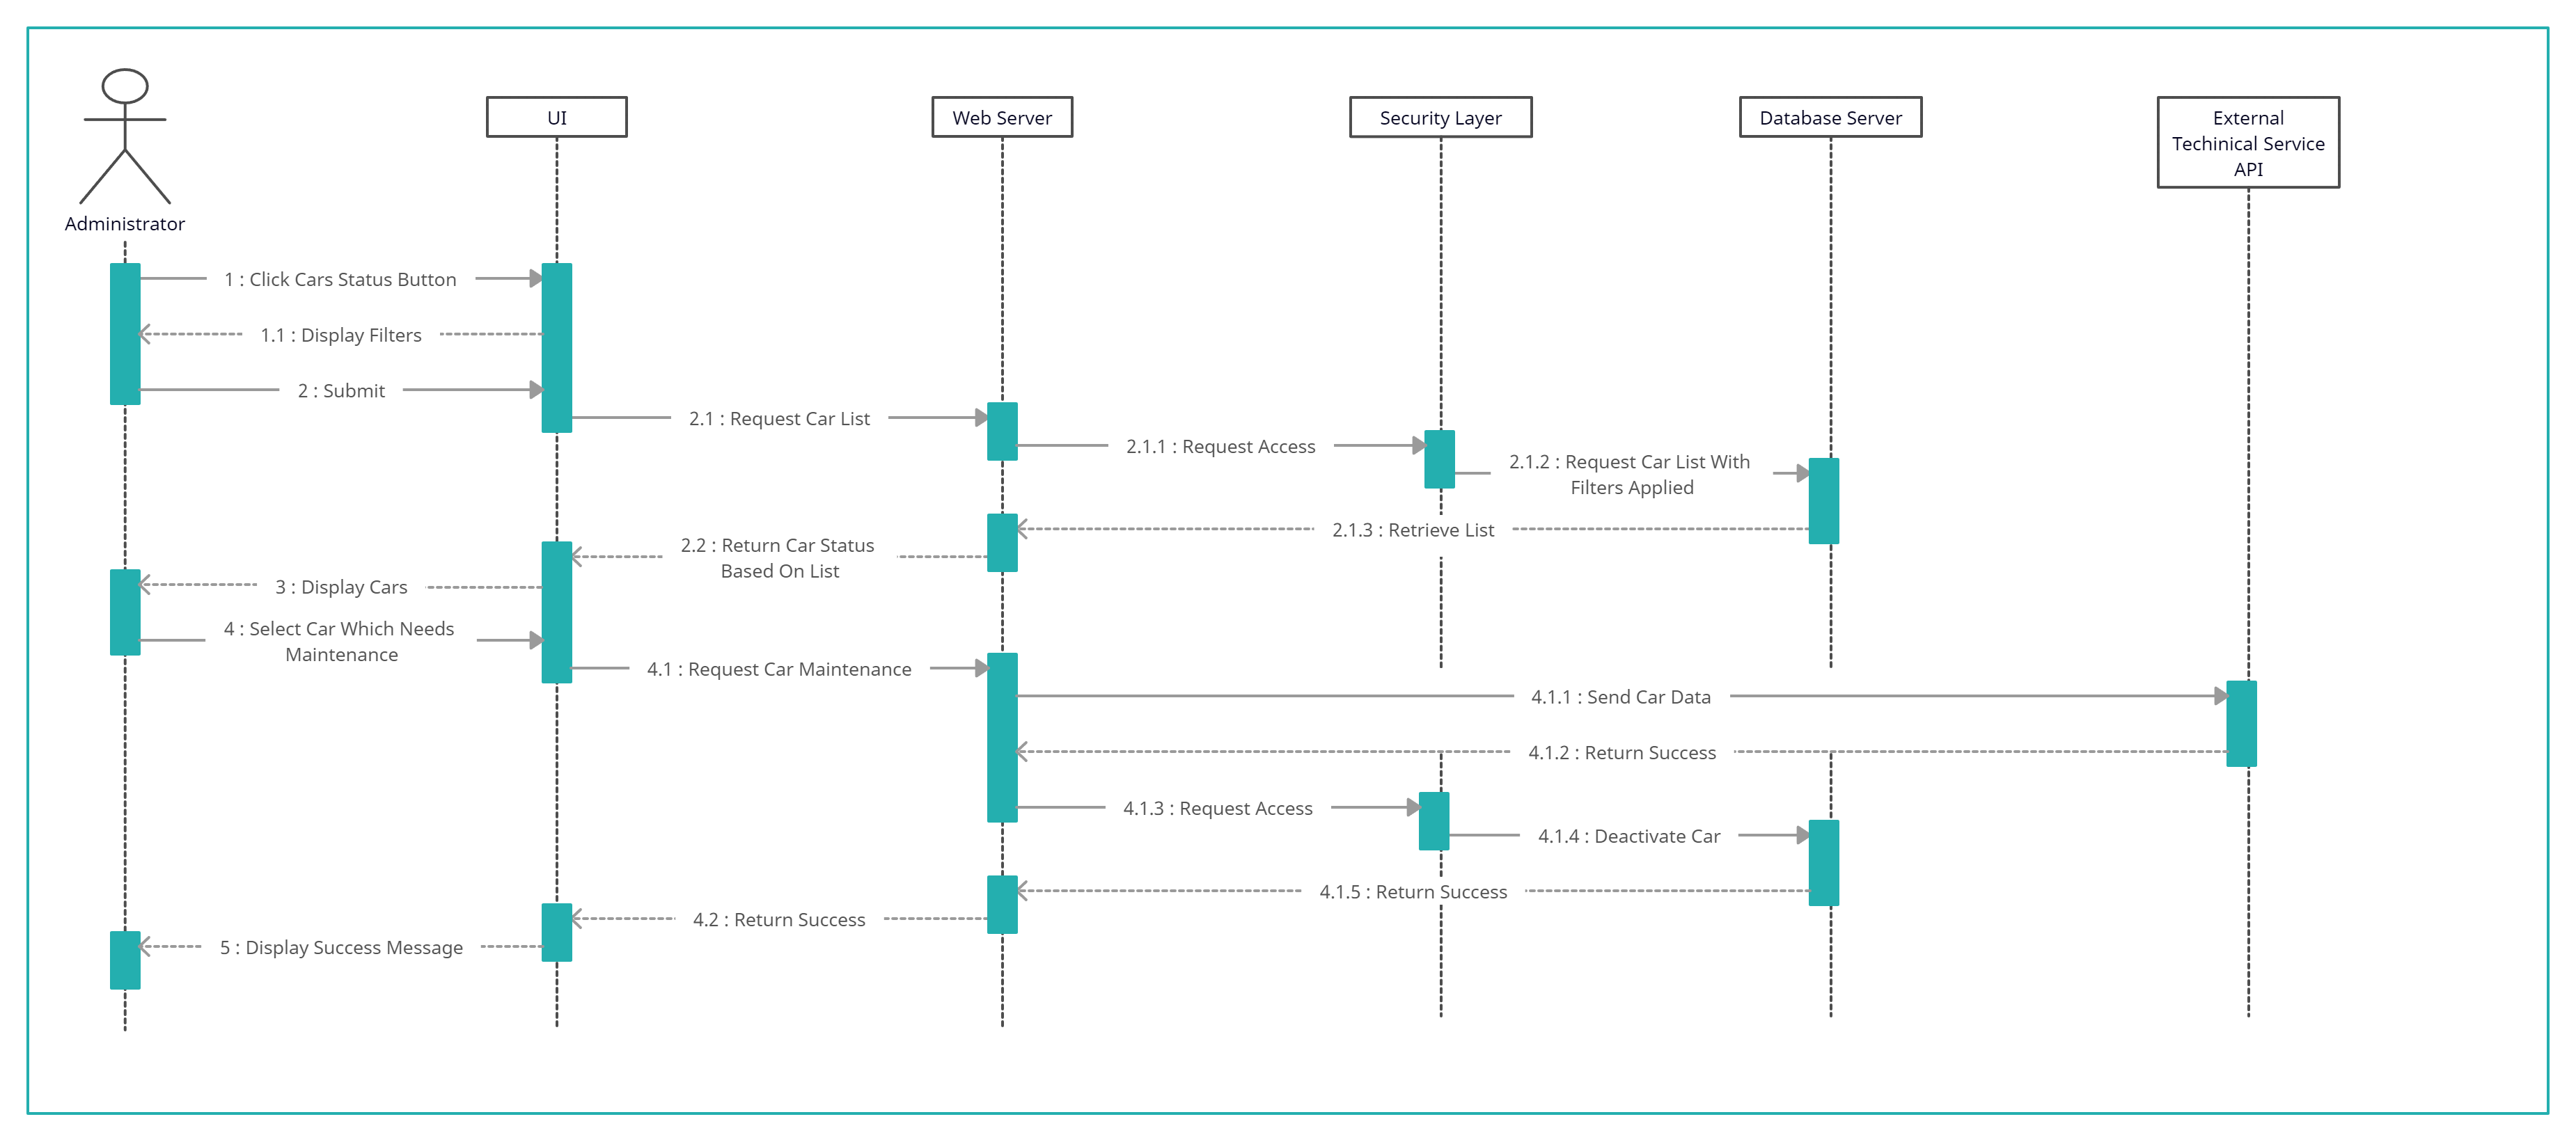 UI
Web Server
Security Layer
Database Server
External
Techinical Service
API
Administrator
1 : Click Cars Status Button
1.1 : Display Filters
2 : Submit
2.1 : Request Car List
2.1.1 : Request Access
2.1.2 : Request Car List With
Filters Applied
2.1.3 : Retrieve List
2.2 : Return Car Status
Based On List
3 : Display Cars
4 : Select Car Which Needs
Maintenance
4.1 : Request Car Maintenance
4.1.1 : Send Car Data
4.1.2 : Return Success
4.1.3 : Request Access
4.1.4 : Deactivate Car
4.1.5 : Return Success
4.2 : Return Success
5 : Display Success Message